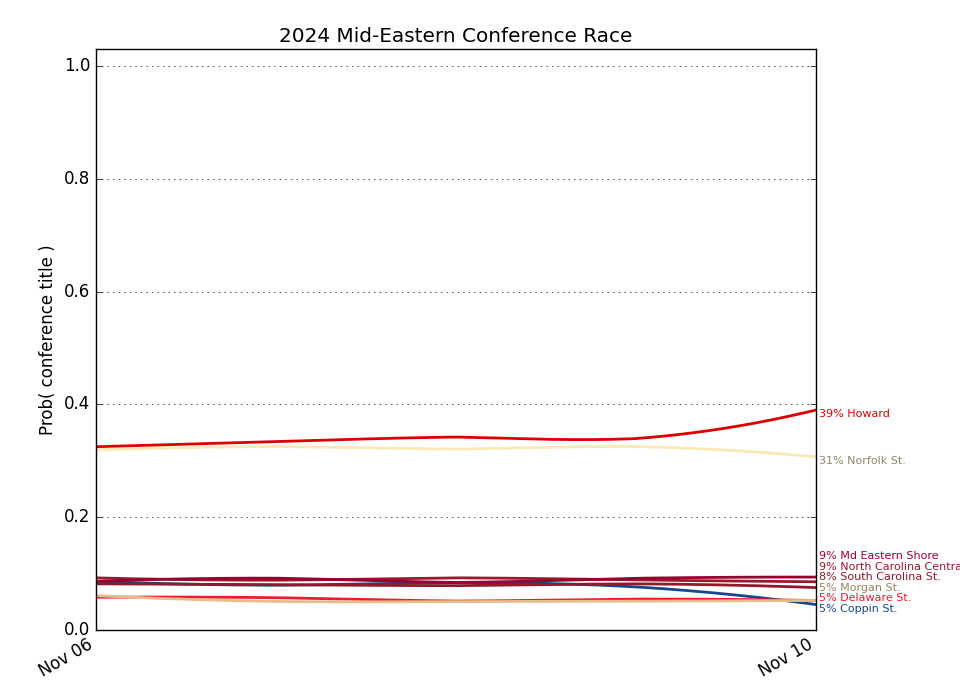 2024 Mid-Eastern Conference Race
1.0
0.8
0.6
0.4
0.2
0.0
Prob( conference title )
Nov 06
Nov 10
39% Howard
31% Norfolk St.
9% Md Eastern Shore
9% North Carolina Centra
8% South Carolina St.
5% Morgan St.
5% Delaware St.
5% Coppin St.